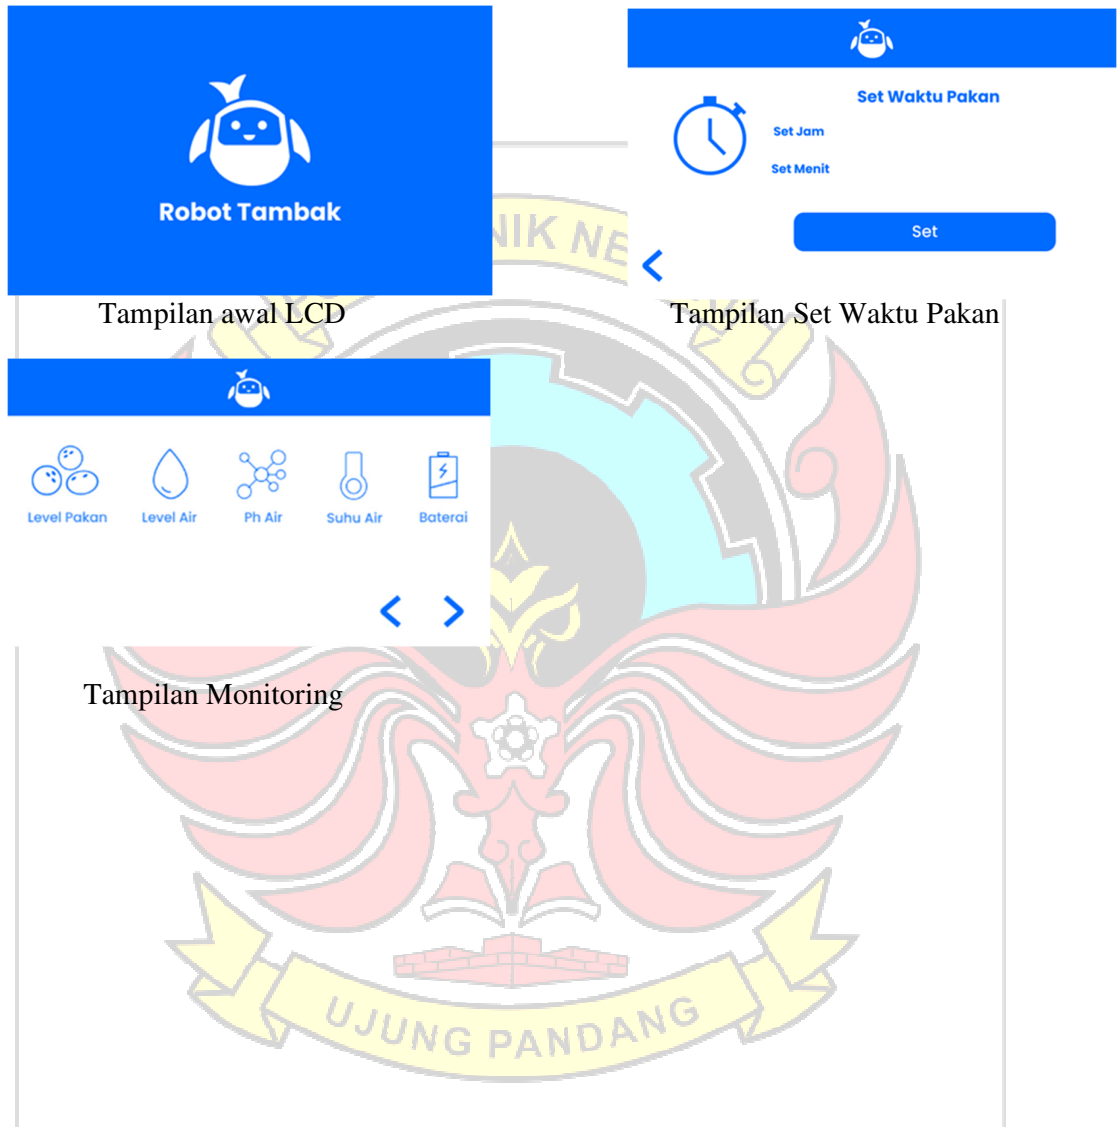 Robot Tambak
Tampilan awal LCD
Set Waktu Pakan
Set Jam
Set Menit
Set
Tampilan Set Waktu Pakan
Level Pakan
Level Air
Ph Air
Suhu Air
Baterai
Tampilan Monitoring
UJUNG PANDANG